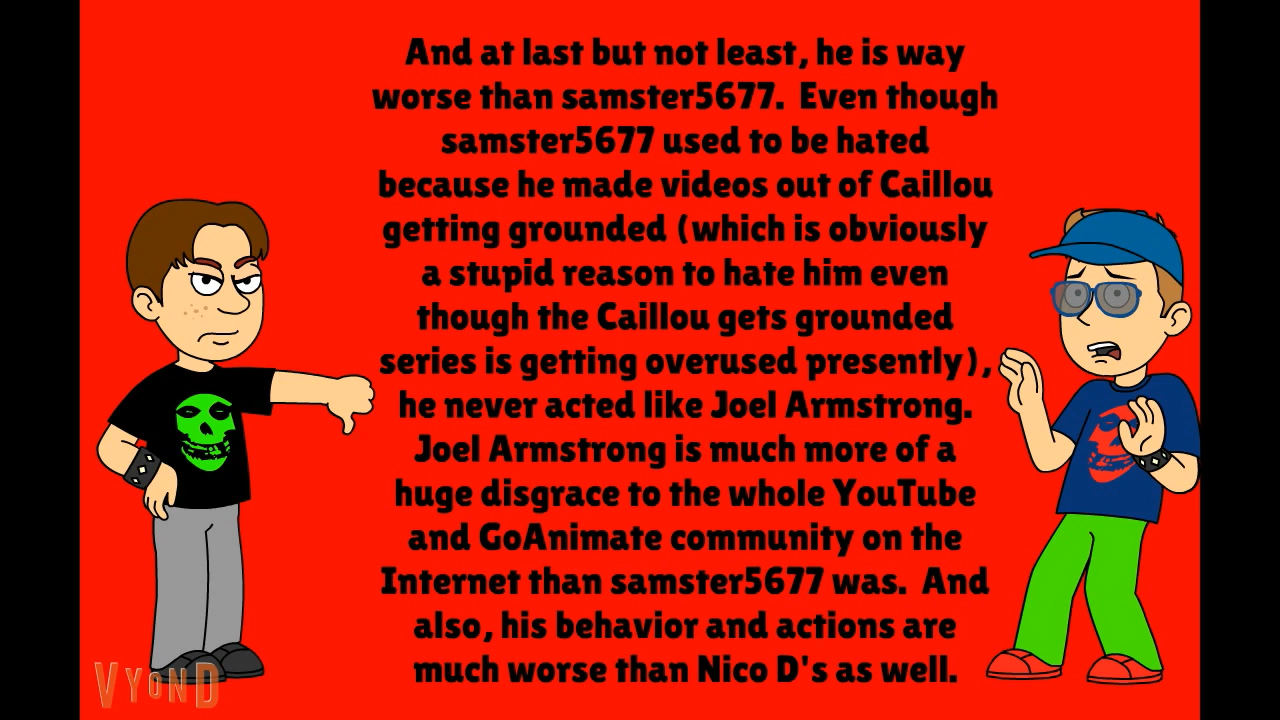 And at last but not least, he is way
worse than samster5677.  Even though
samster5677 used to be hated
because he made videos out of Caillou
getting grounded (which is obviously
a stupid reason to hate him even
though the Caillou gets grounded
series is getting overused presently),
he never acted like Joel Armstrong.
Joel Armstrong is much more of a
huge disgrace to the whole YouTube
and GoAnimate community on the
Internet than samster5677 was.  And
also, his behavior and actions are
much worse than Nico D's as well.
VYOND